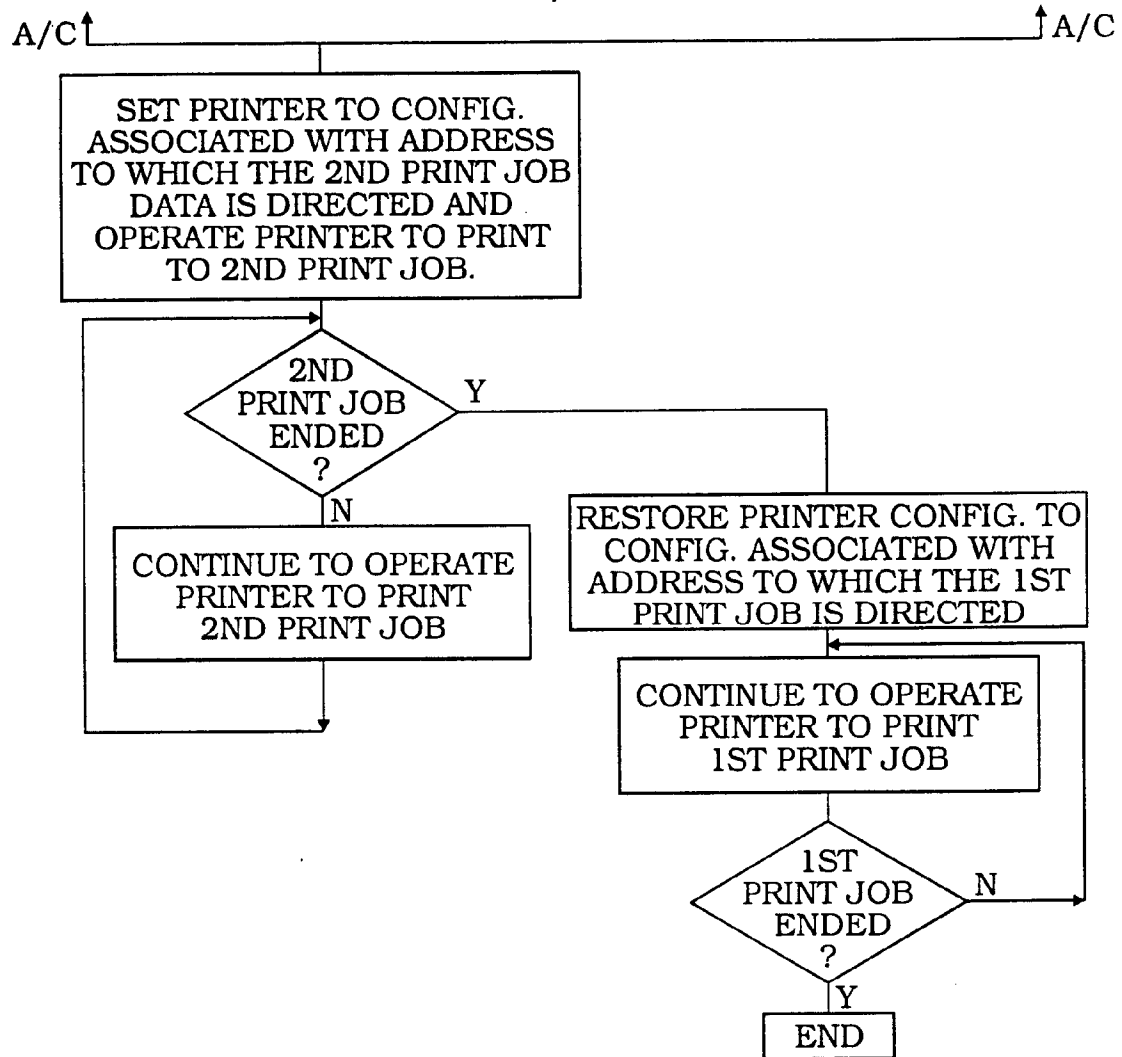 A/C
A/C
SET PRINTER TO CONFIG.
ASSOCIATED WITH ADDRESS
TO WHICH THE 2ND PRINT JOB
DATA IS DIRECTED AND
OPERATE PRINTER TO PRINT
TO 2ND PRINT JOB.
2ND
PRINT JOB
ENDED
?
Y
N
CONTINUE TO OPERATE
PRINTER TO PRINT
2ND PRINT JOB
RESTORE PRINTER CONFIG. TO
CONFIG. ASSOCIATED WITH
ADDRESS TO WHICH THE 1ST
PRINT JOB IS DIRECTED
CONTINUE TO OPERATE
PRINTER TO PRINT
1ST PRINT JOB
1ST
PRINT JOB
ENDED
?
N
Y
END